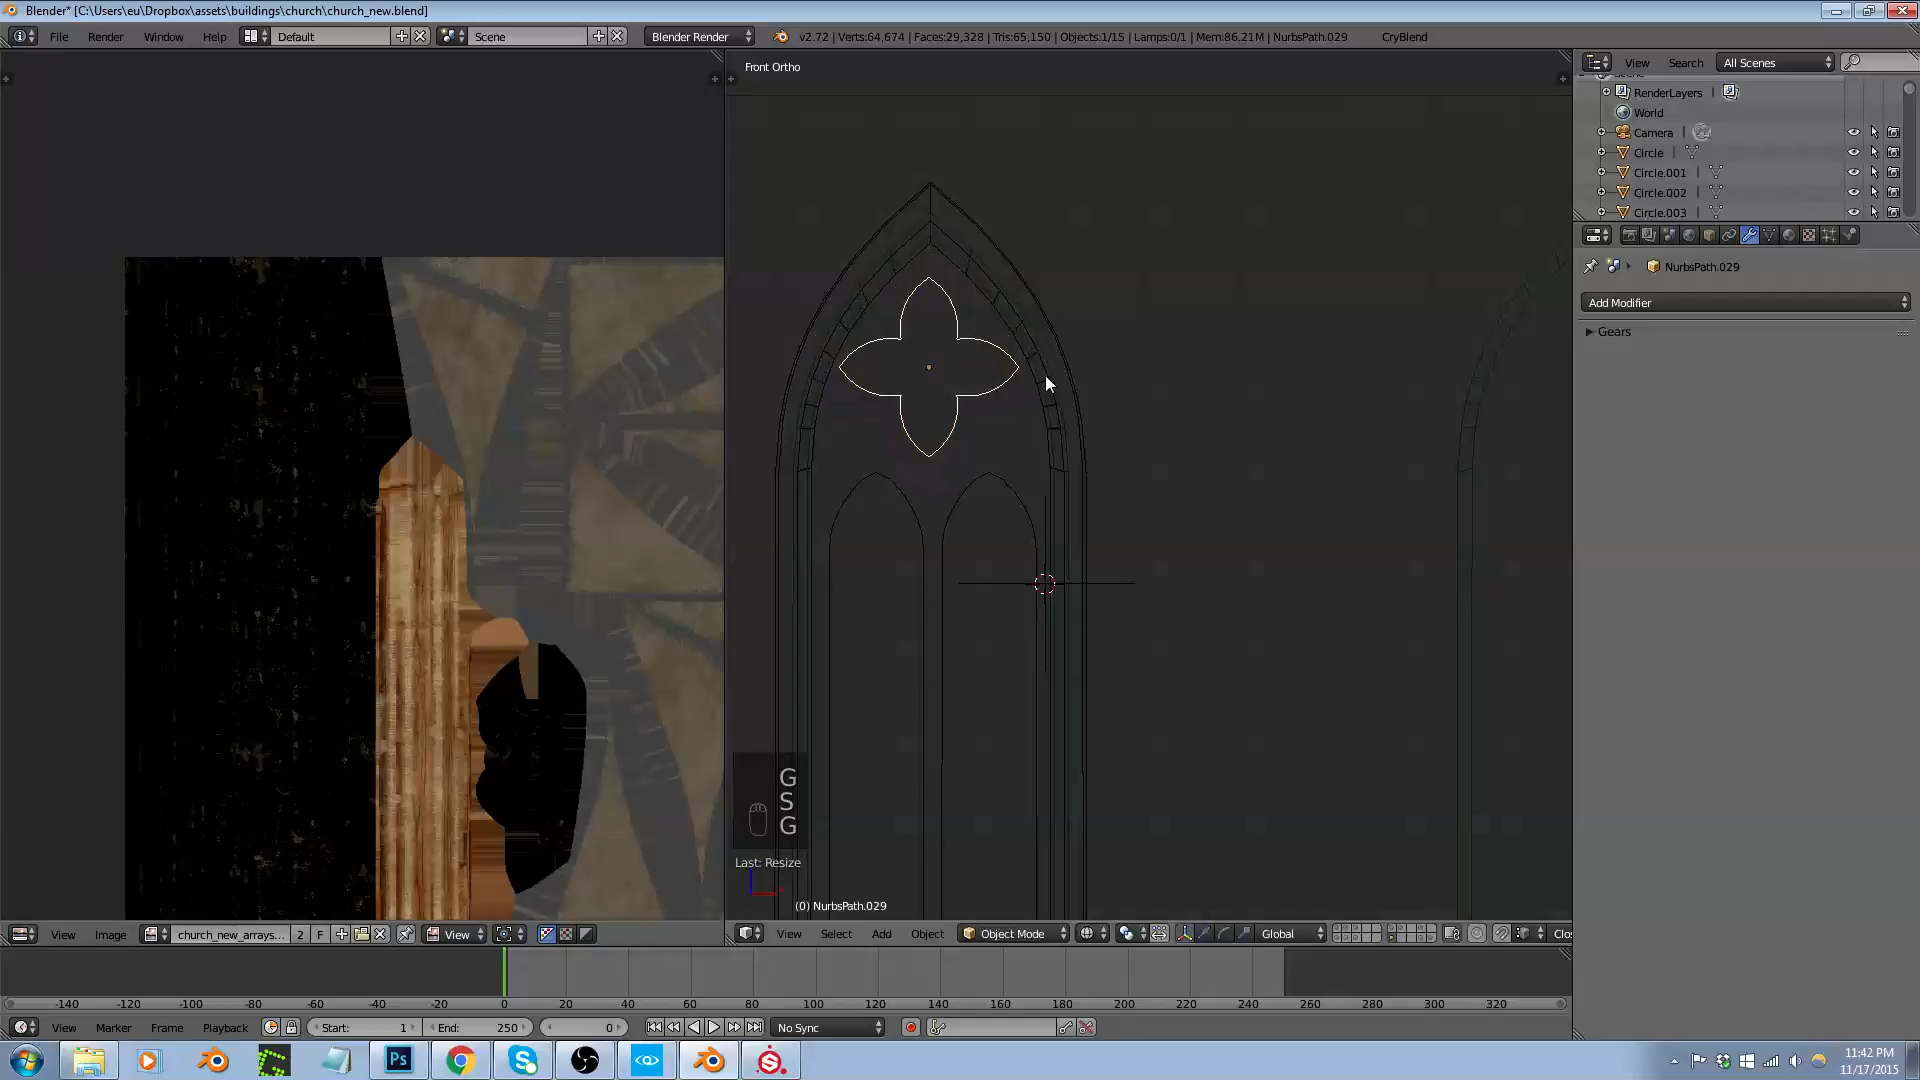 Blender* [C:\Users\eu\Dropbox\assets\buildings\church\church_new.blend]
File Render Window Help Default Scene Blender Render v2.72 | Verts:64,674 | Faces:29,328 | Tris:65,150 | Objects:1/15 | Lamps:0/1 | Mem:86.21M | NurbsPath.029 CryBlend
Front Ortho
View Search All Scenes
RenderLayers
World
Camera
Circle
Circle.001
Circle.002
Circle.003
NurbsPath.029
Add Modifier
Gears
G
S
G
Last: Resize
(0) NurbsPath.029
View Image church_new_arrays... 2 F View
View Select Add Object Object Mode Global Clo
-140 -120 -100 -80 -60 -40 -20 0 20 40 60 80 100 120 140 160 180 200 220 240 260 280 300 320
View Marker Frame Playback Start: 1 End: 250 0 No Sync
Ps
11:42 PM
11/17/2015